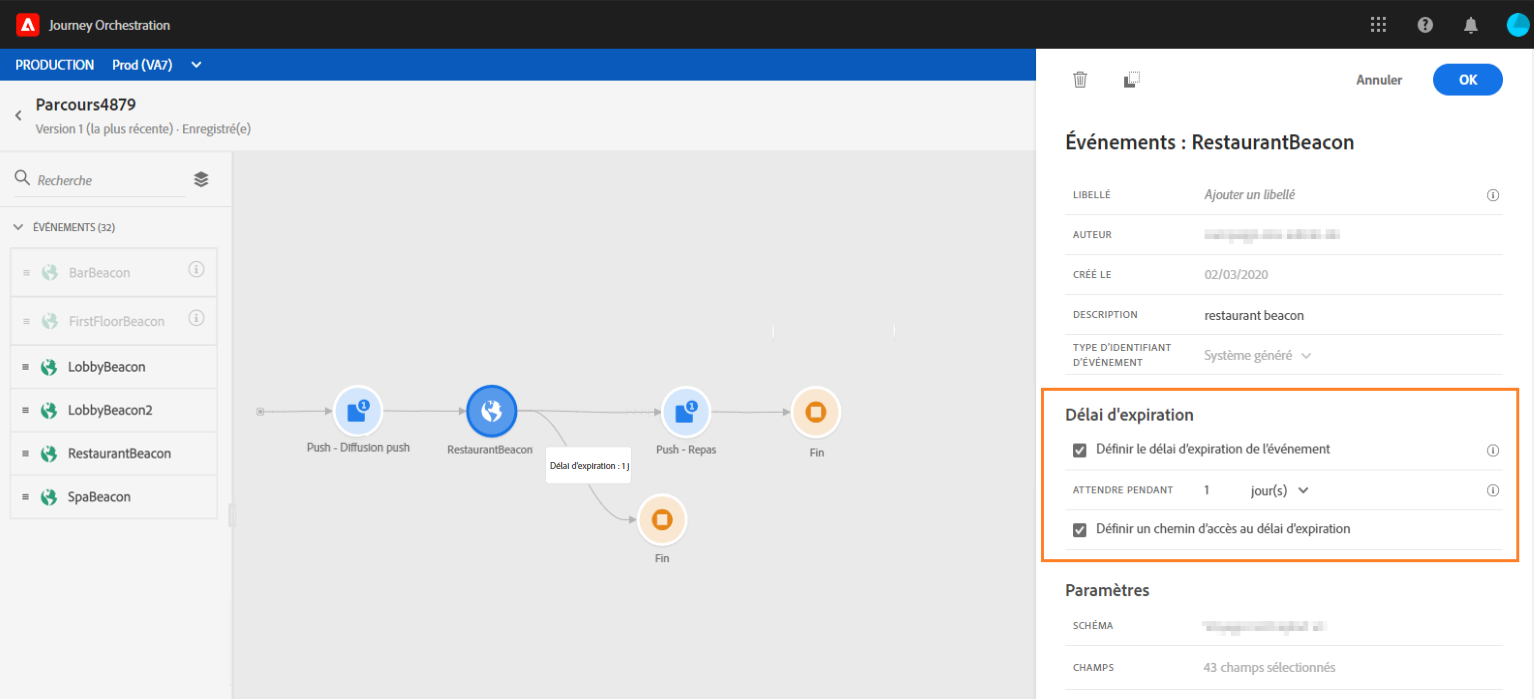 Journey Orchestration
PRODUCTION Prod (VA7)
Parcours4879
Version 1 (la plus récente) · Enregistré(e)
Recherche
ÉVÉNEMENTS (32)
BarBeacon
FirstFloorBeacon
LobbyBeacon
LobbyBeacon2
RestaurantBeacon
SpaBeacon
1
Push - Diffusion push
RestaurantBeacon
1
Push - Repas
Fin
Délai d'expiration : 1 j
Fin
Annuler
OK
Événements : RestaurantBeacon
LIBELLÉ Ajouter un libellé
AUTEUR
CRÉÉ LE 02/03/2020
DESCRIPTION restaurant beacon
TYPE D'IDENTIFIANT
D'ÉVÉNEMENT Système généré
Délai d'expiration
Définir le délai d'expiration de l'événement
ATTENDRE PENDANT 1 jour(s)
Définir un chemin d'accès au délai d'expiration
Paramètres
SCHÉMA
CHAMPS 43 champs sélectionnés